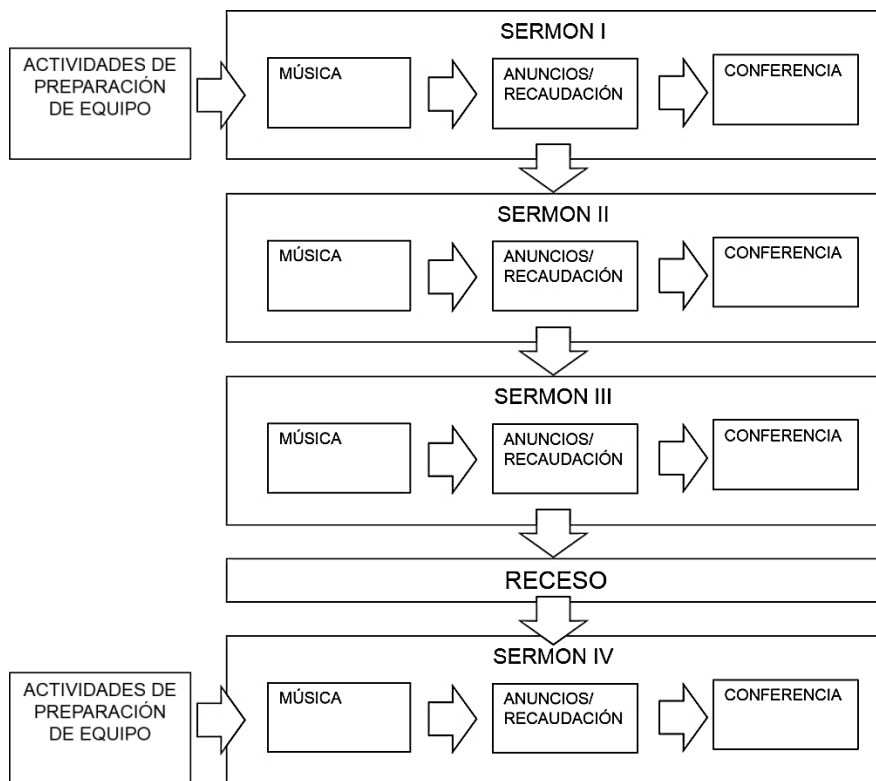 SERMON I
ACTIVIDADES DE
PREPARACIÓN
DE EQUIPO
MÚSICA
ANUNCIOS/
RECAUDACIÓN
CONFERENCIA
SERMON II
MÚSICA
ANUNCIOS/
RECAUDACIÓN
CONFERENCIA
SERMON III
MÚSICA
ANUNCIOS/
RECAUDACIÓN
CONFERENCIA
RECESO
SERMON IV
ACTIVIDADES DE
PREPARACIÓN
DE EQUIPO
MÚSICA
ANUNCIOS/
RECAUDACIÓN
CONFERENCIA